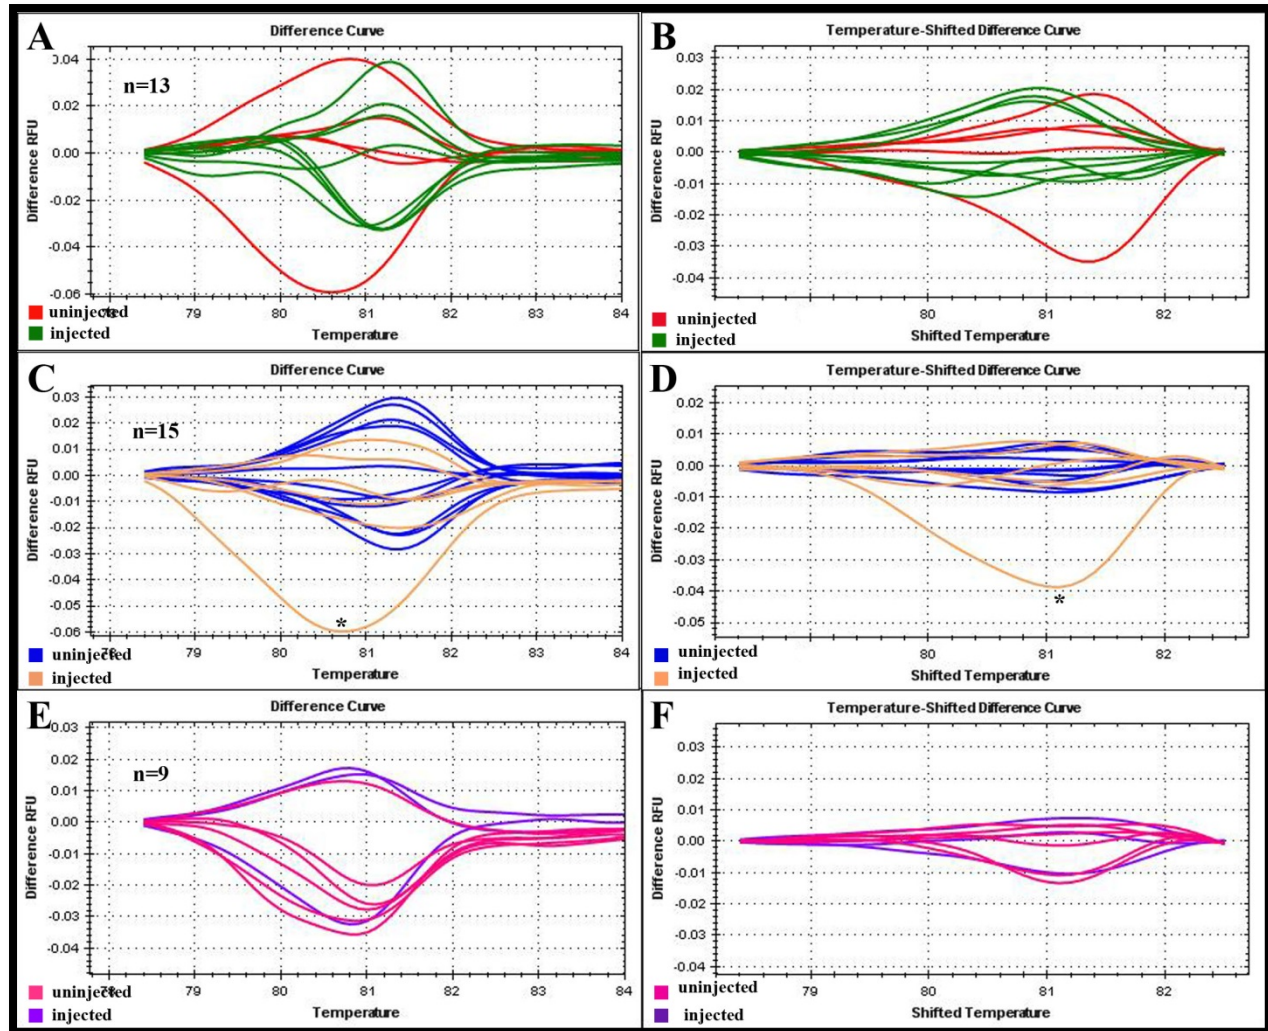 A
Difference Curve
0.04
0.02
0.00
-0.02
-0.04
-0.06
Difference RFU
n=13
79
80
81
82
83
84
Temperature
uninjected
injected
B
Temperature-Shifted Difference Curve
0.03
0.02
0.01
0.00
-0.01
-0.02
-0.03
-0.04
Difference RFU
79
80
81
82
Shifted Temperature
uninjected
injected
C
Difference Curve
0.03
0.02
0.01
0.00
-0.01
-0.02
-0.03
-0.04
-0.05
-0.06
Difference RFU
n=15
*
79
80
81
82
83
84
Temperature
uninjected
injected
D
Temperature-Shifted Difference Curve
0.02
0.01
0.00
-0.01
-0.02
-0.03
-0.04
-0.05
Difference RFU
*
80
81
82
Shifted Temperature
uninjected
injected
E
Difference Curve
0.03
0.02
0.01
0.00
-0.01
-0.02
-0.03
-0.04
Difference RFU
n=9
79
80
81
82
83
84
Temperature
uninjected
injected
F
Temperature-Shifted Difference Curve
0.03
0.02
0.01
0.00
-0.01
-0.02
-0.03
-0.04
Difference RFU
79
80
81
82
Shifted Temperature
uninjected
injected